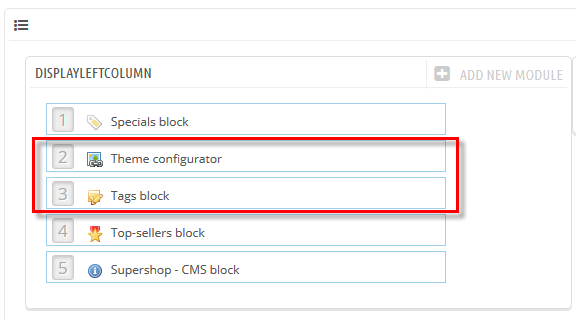 DISPLAYLEFTCOLUMN
ADD NEW MODULE
1 Specials block
2 Theme configurator
3 Tags block
4 Top-sellers block
5 Supershop - CMS block